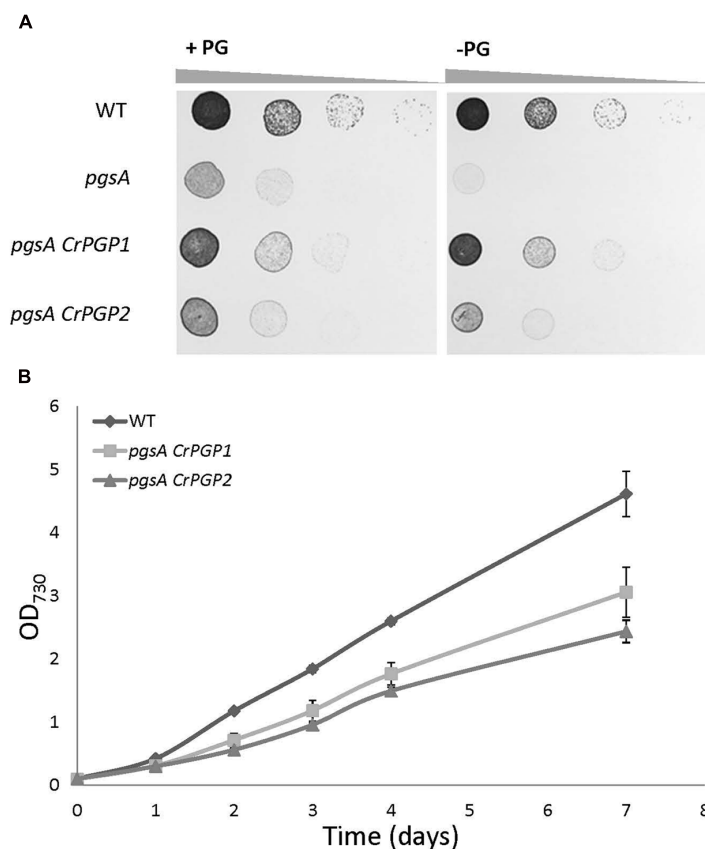 A
+ PG
-PG
WT
pgsA
pgsA CrPGP1
pgsA CrPGP2
B
6
5
4
3
2
1
0
OD730
WT
pgsA CrPGP1
pgsA CrPGP2
0 1 2 3 4 5 6 7 8
Time (days)